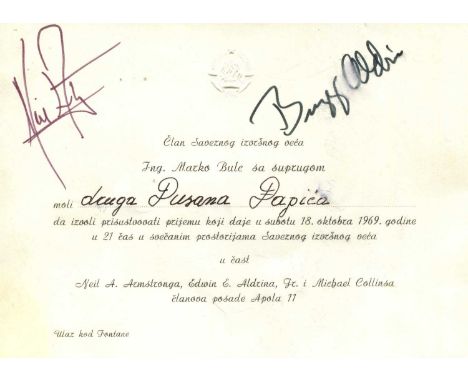 Buzz Aldrin
Član Saveznog izvršnog veća
Ing. Marko Bulc sa suprugom
moli druga Dušana Papića
da izvoli prisustvovati prijemu koji daje u subotu 18. oktobra 1969. godine
u 21 čas u svečanim prostorijama Saveznog izvršnog veća
u čast
Neil A. Armstronga, Edwin E. Aldrina, Jr. i Michael Collinsa
članova posade Apola 11
Ulaz kod Fontane